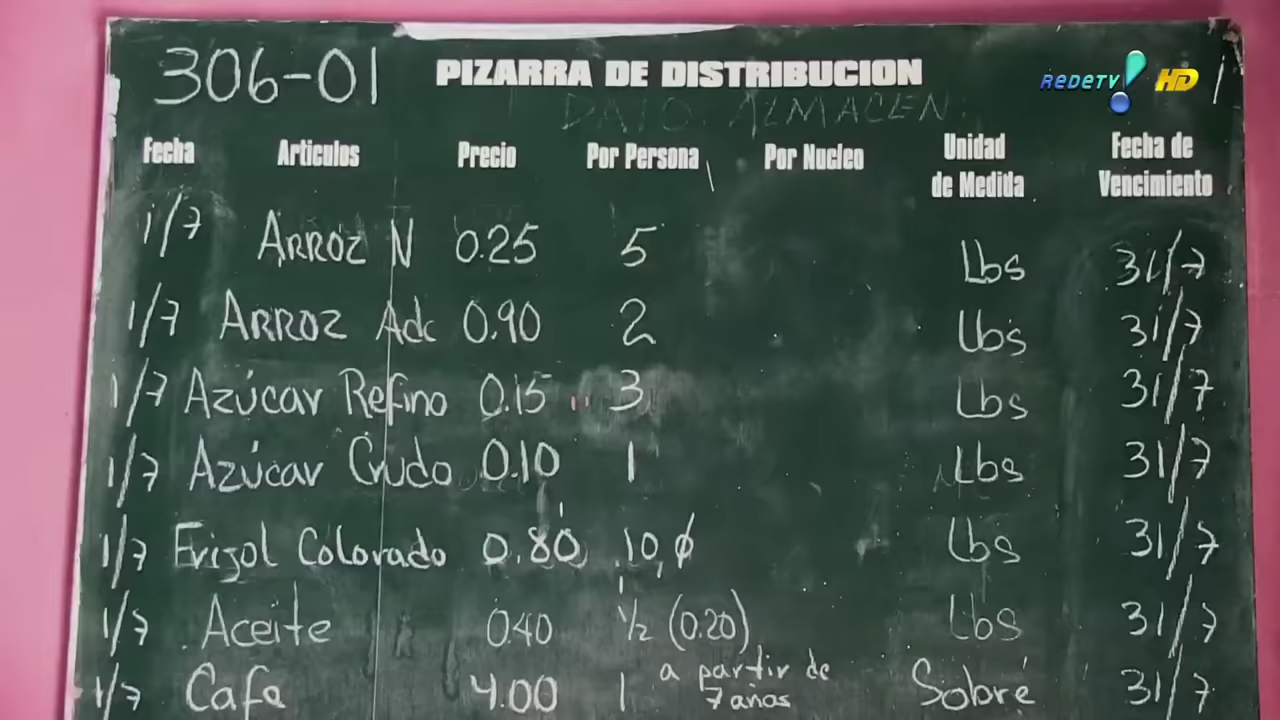 306-01 PIZARRA DE DISTRIBUCION REDETV! HD
ALMACEN
Fecha Articulos Precio Por Persona Por Nucleo Unidad de Medida Fecha de Vencimiento
1/7 ARROZ N 0.25 5 Lbs 31/7
1/7 ARROZ Adc 0.90 2 Lbs 31/7
1/7 Azúcar Refino 0.15 3 Lbs 31/7
1/7 Azúcar Crudo 0.10 1 Lbs 31/7
1/7 Frijol Colorado 0.80 10 Lbs 31/7
1/7 Aceite 0.40 1/2 (0.20) Lbs 31/7
1/7 Cafe 4.00 1 a partir de 7 años Sobre 31/7